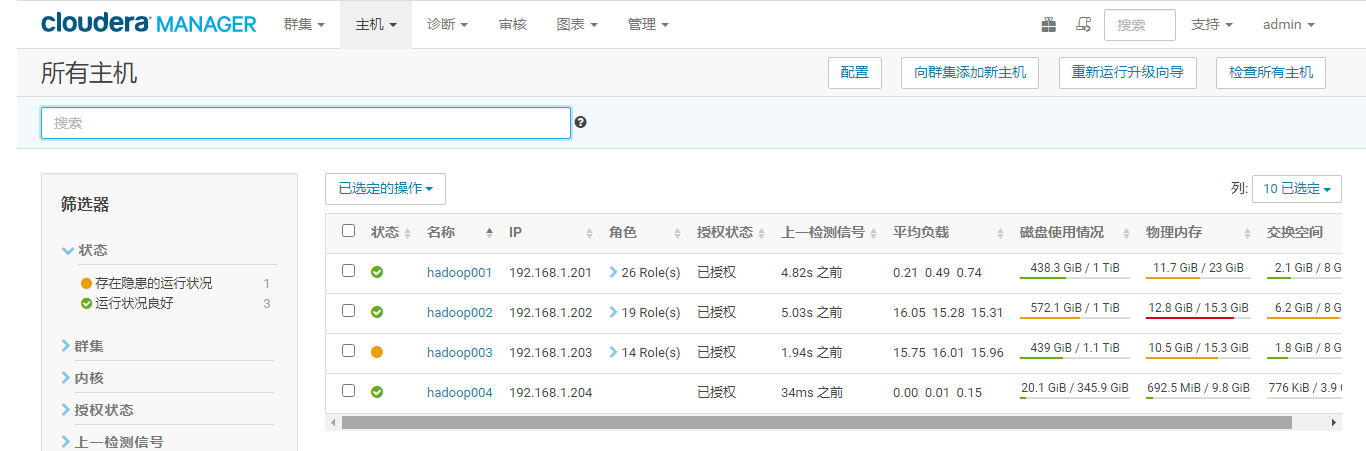 cloudera MANAGER 群集 主机 诊断 审核 图表 管理 搜索 支持 admin
所有主机 配置 向群集添加新主机 重新运行升级向导 检查所有主机
搜索
已选定的操作 列: 10 已选定
筛选器
状态
存在隐患的运行状况 1
运行状况良好 3
群集
内核
授权状态
上一检测信号
状态 名称 IP 角色 授权状态 上一检测信号 平均负载 磁盘使用情况 物理内存 交换空间
hadoop001 192.168.1.201 26 Role(s) 已授权 4.82s 之前 0.21 0.49 0.74 438.3 GiB / 1 TiB 11.7 GiB / 23 GiB 2.1 GiB / 8 G
hadoop002 192.168.1.202 19 Role(s) 已授权 5.03s 之前 16.05 15.28 15.31 572.1 GiB / 1 TiB 12.8 GiB / 15.3 GiB 6.2 GiB / 8 G
hadoop003 192.168.1.203 14 Role(s) 已授权 1.94s 之前 15.75 16.01 15.96 439 GiB / 1.1 TiB 10.5 GiB / 15.3 GiB 1.8 GiB / 8 G
hadoop004 192.168.1.204 已授权 34ms 之前 0.00 0.01 0.15 20.1 GiB / 345.9 GiB 692.5 MiB / 9.8 GiB 776 KiB / 3.9